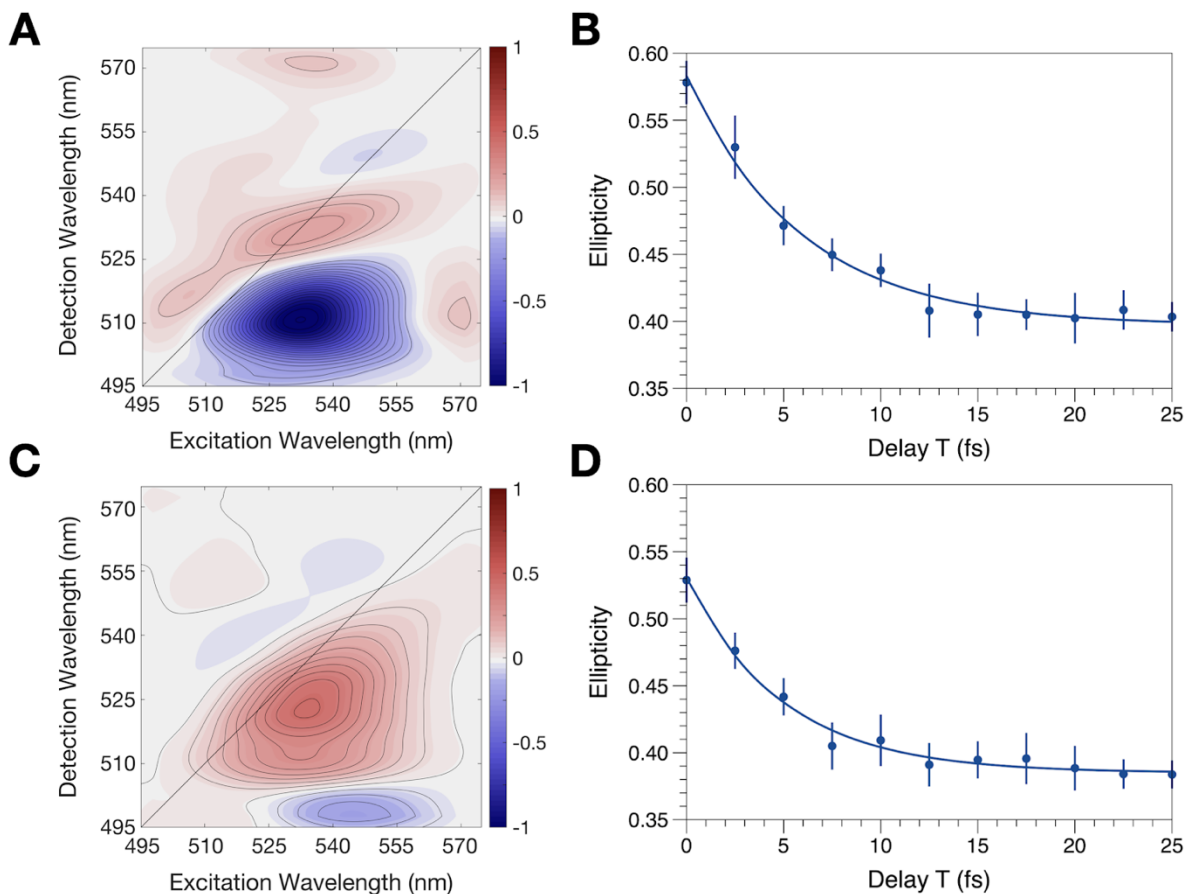 A
570
555
540
525
510
495
495 510 525 540 555 570
Detection Wavelength (nm)
Excitation Wavelength (nm)
1
0.5
0
-0.5
-1
B
0.60
0.55
0.50
0.45
0.40
0.35
0 5 10 15 20 25
Ellipticity
Delay T (fs)
C
570
555
540
525
510
495
495 510 525 540 555 570
Detection Wavelength (nm)
Excitation Wavelength (nm)
1
0.5
0
-0.5
-1
D
0.60
0.55
0.50
0.45
0.40
0.35
0 5 10 15 20 25
Ellipticity
Delay T (fs)